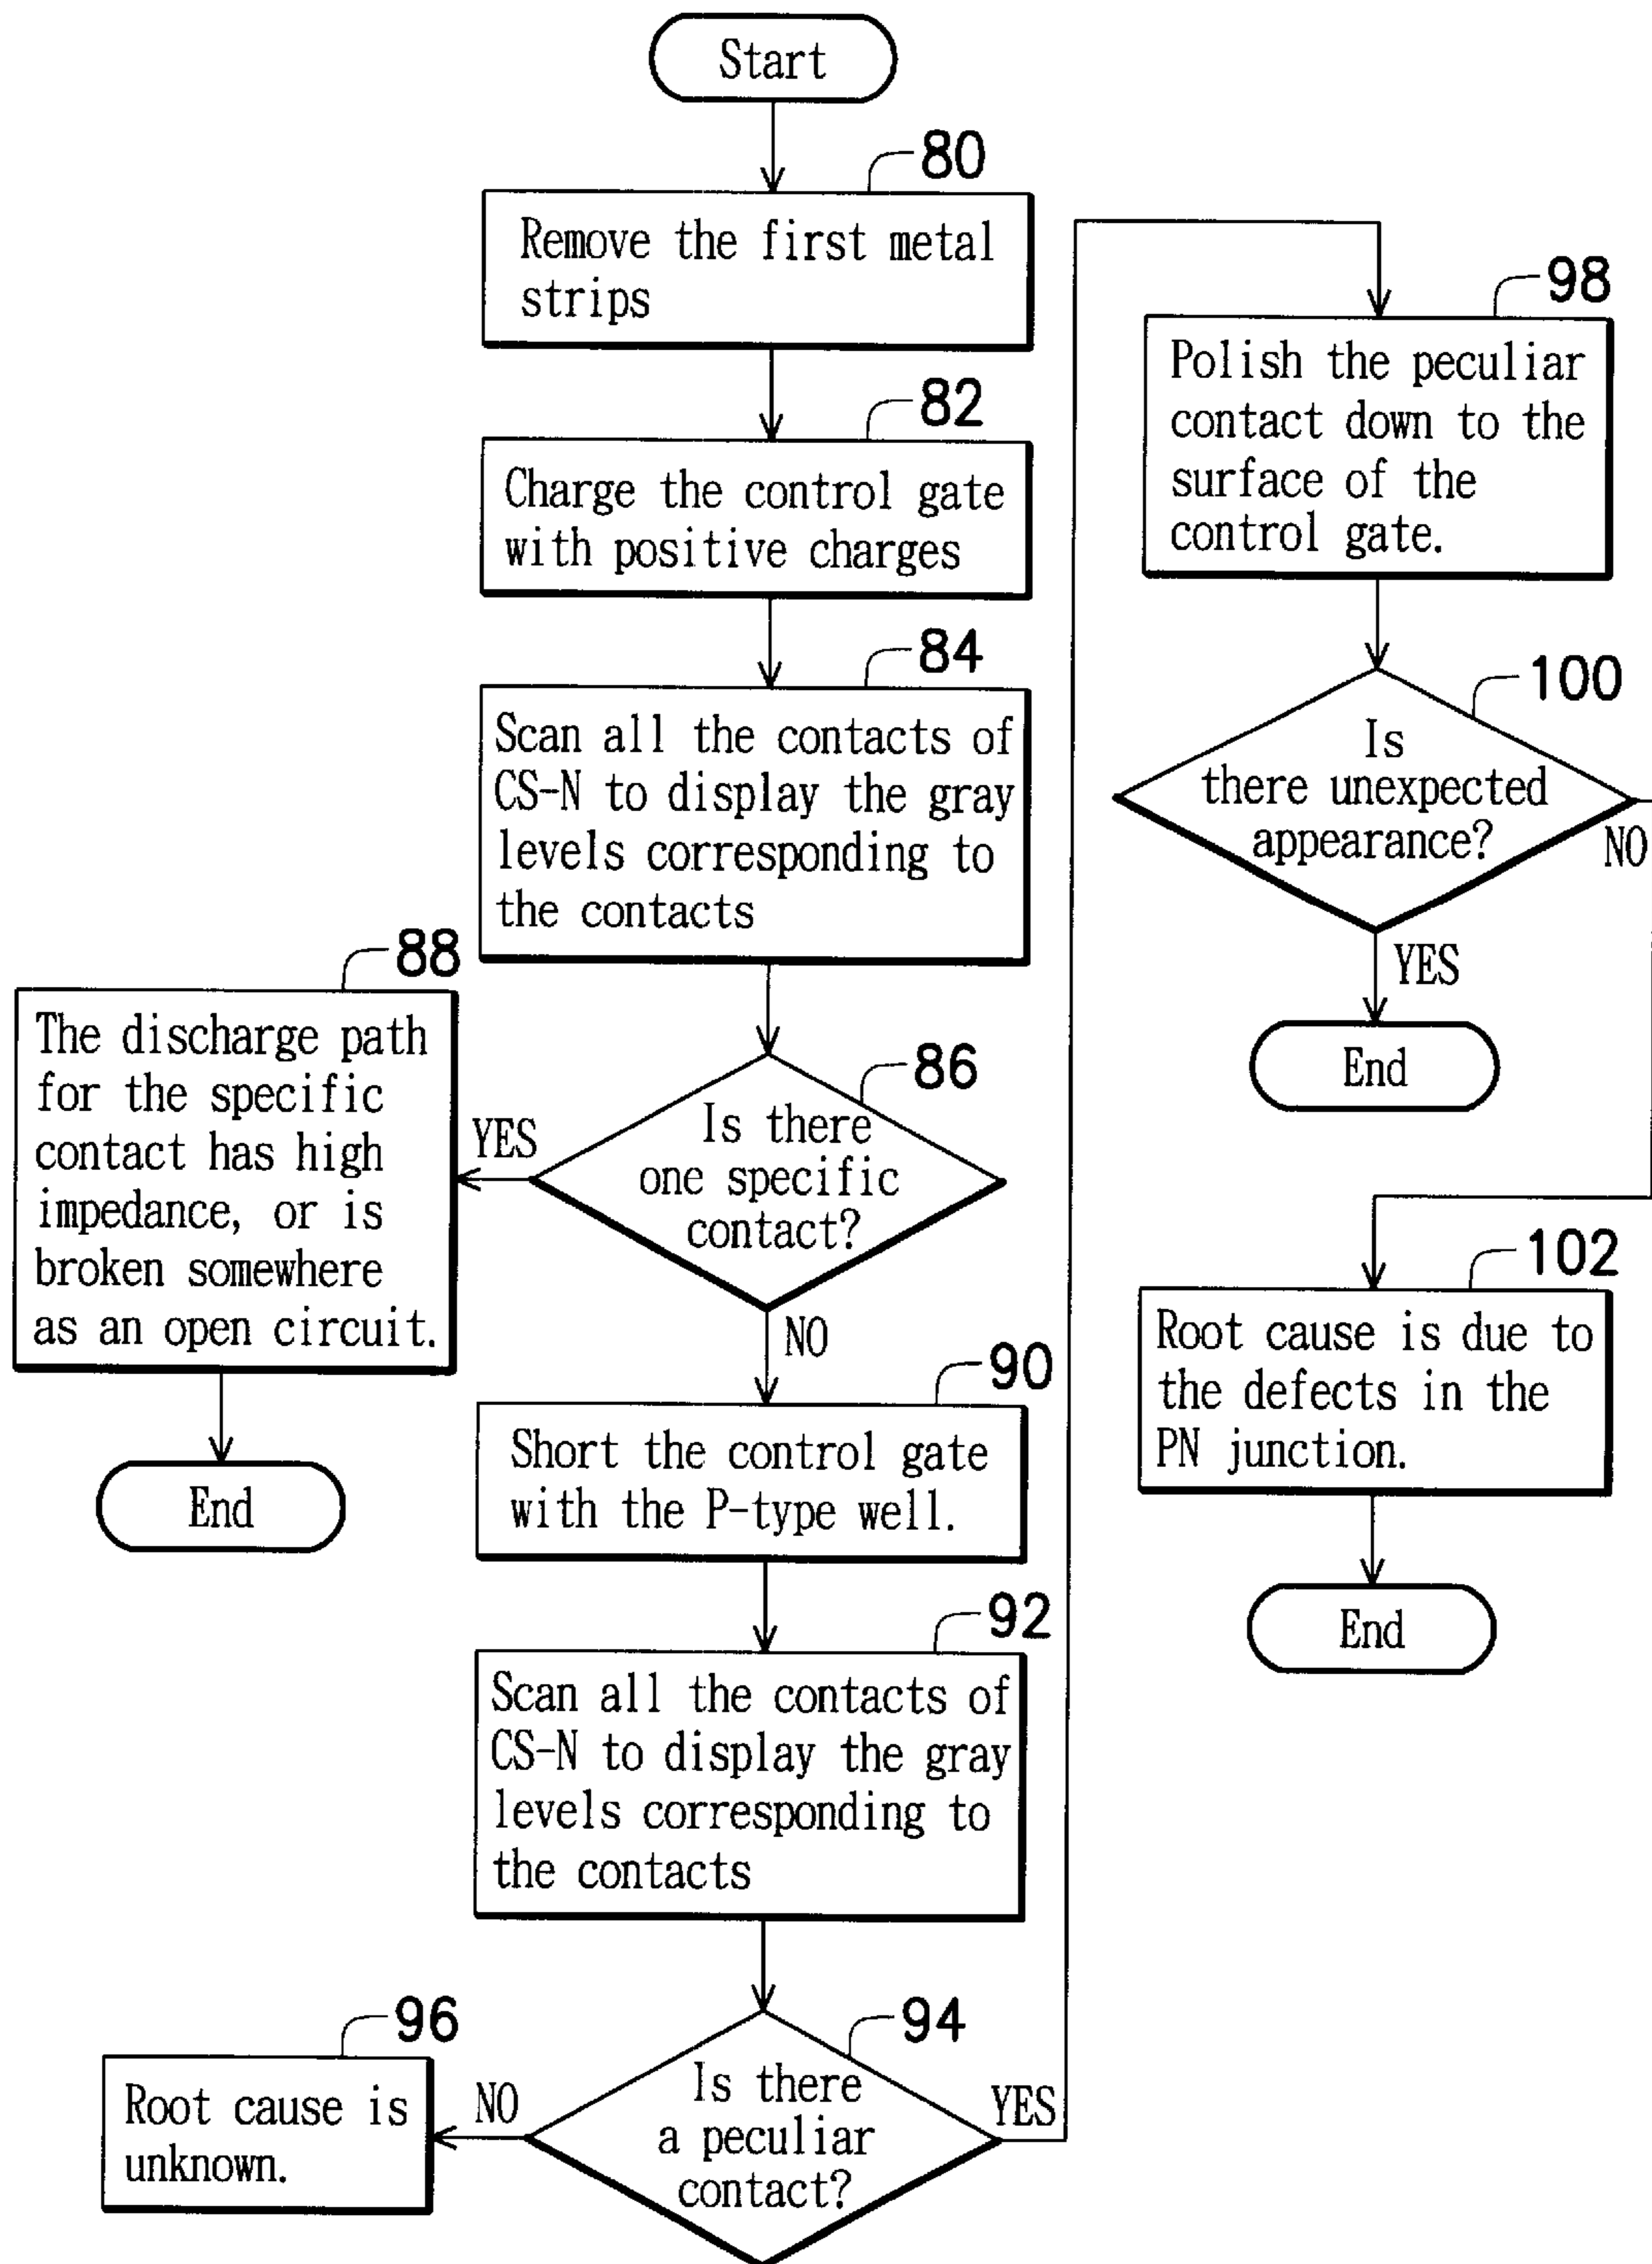 Start
80
Remove the first metal
strips
82
Charge the control gate
with positive charges
84
Scan all the contacts of
CS-N to display the gray
levels corresponding to
the contacts
86
Is there
one specific
contact?
YES
88
The discharge path
for the specific
contact has high
impedance, or is
broken somewhere
as an open circuit.
End
NO
90
Short the control gate
with the P-type well.
92
Scan all the contacts of
CS-N to display the gray
levels corresponding to
the contacts
94
Is there
a peculiar
contact?
NO
96
Root cause is
unknown.
YES
98
Polish the peculiar
contact down to the
surface of the
control gate.
100
Is
there unexpected
appearance?
YES
End
NO
102
Root cause is due to
the defects in the
PN junction.
End